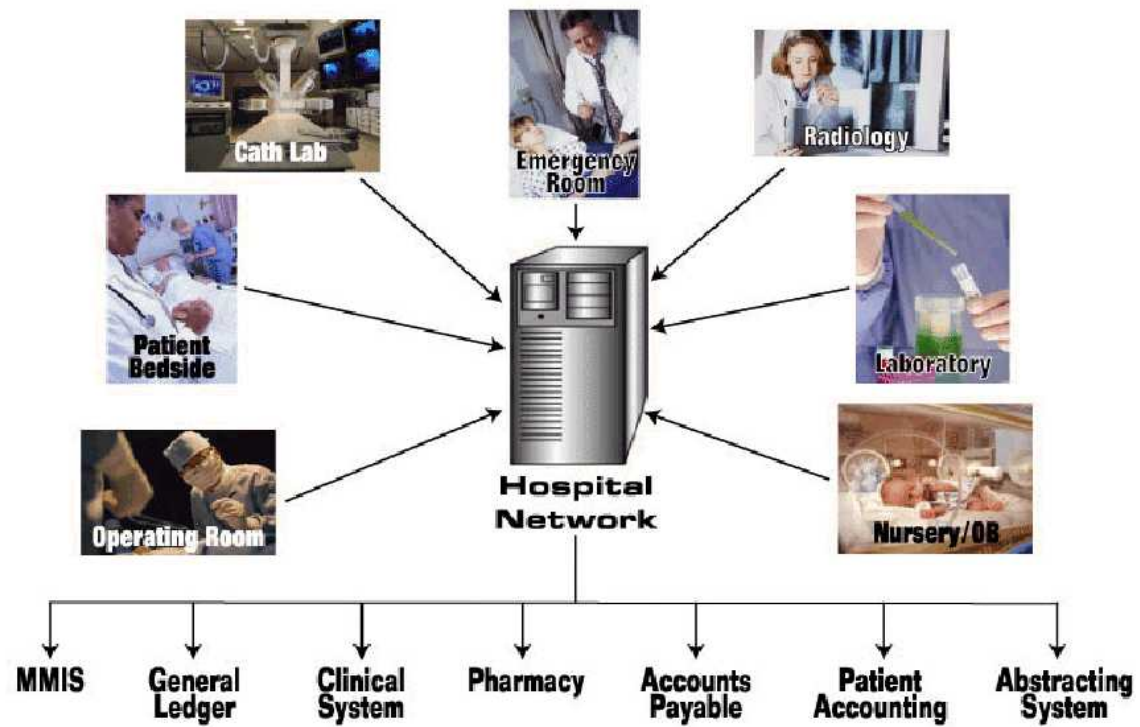 Cath Lab
Emergency
Room
Radiology
Patient
Bedside
Laboratory
Operating Room
Nursery/OB
Hospital
Network
MMIS
General
Ledger
Clinical
System
Pharmacy
Accounts
Payable
Patient
Accounting
Abstracting
System